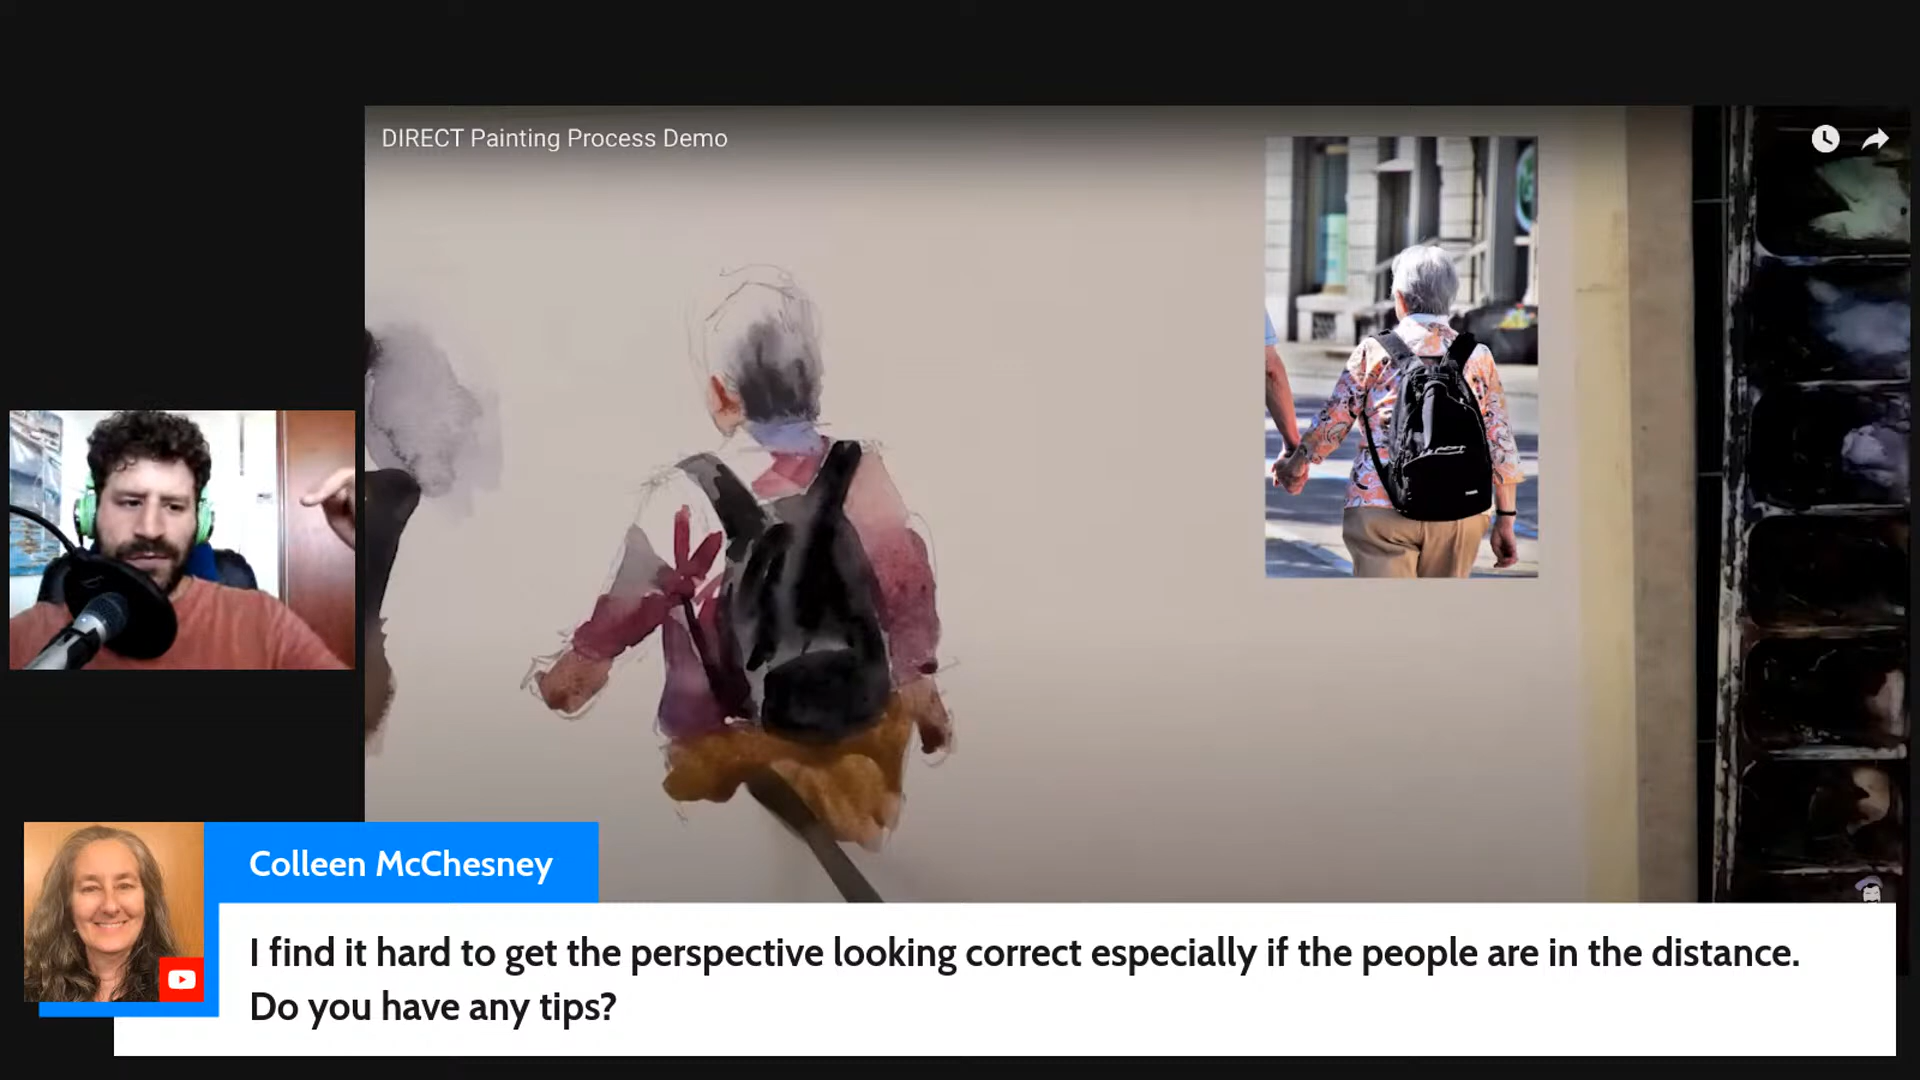 DIRECT Painting Process Demo
Colleen McChesney
I find it hard to get the perspective looking correct especially if the people are in the distance.
Do you have any tips?